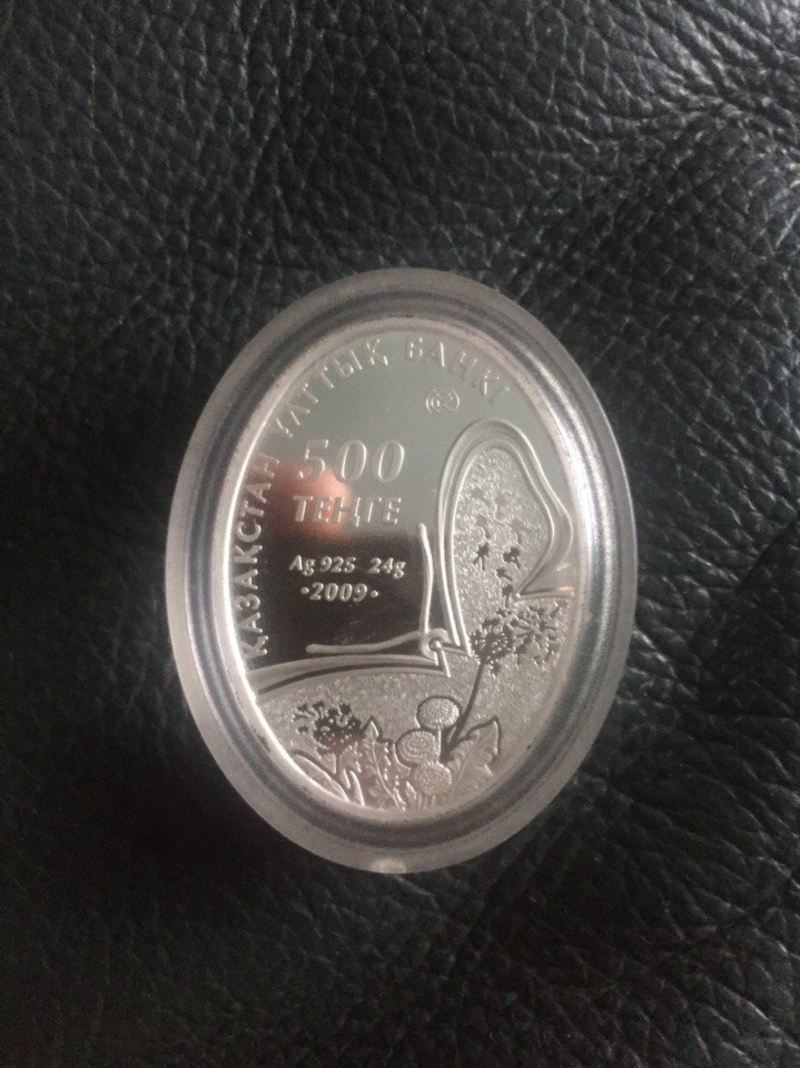 ҚАЗАҚСТАН ҰЛТТЫҚ БАНКІ
500
ТЕҢГЕ
Ag 925 24g
•2009•